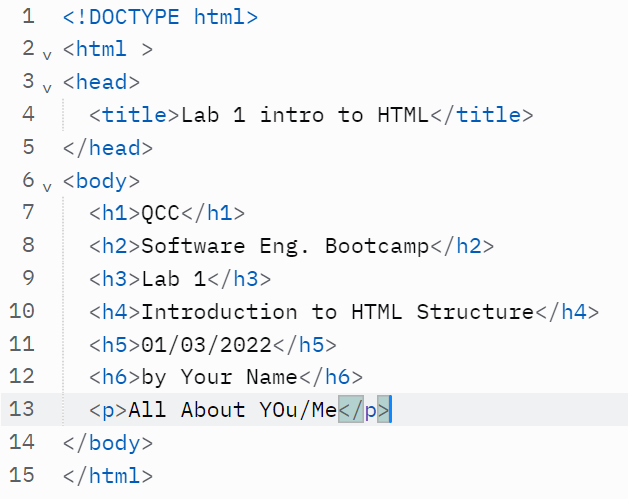 1 <!DOCTYPE html>
2 <html >
3 <head>
4 <title>Lab 1 intro to HTML</title>
5 </head>
6 <body>
7 <h1>QCC</h1>
8 <h2>Software Eng. Bootcamp</h2>
9 <h3>Lab 1</h3>
10 <h4>Introduction to HTML Structure</h4>
11 <h5>01/03/2022</h5>
12 <h6>by Your Name</h6>
13 <p>All About YOu/Me</p>
14 </body>
15 </html>